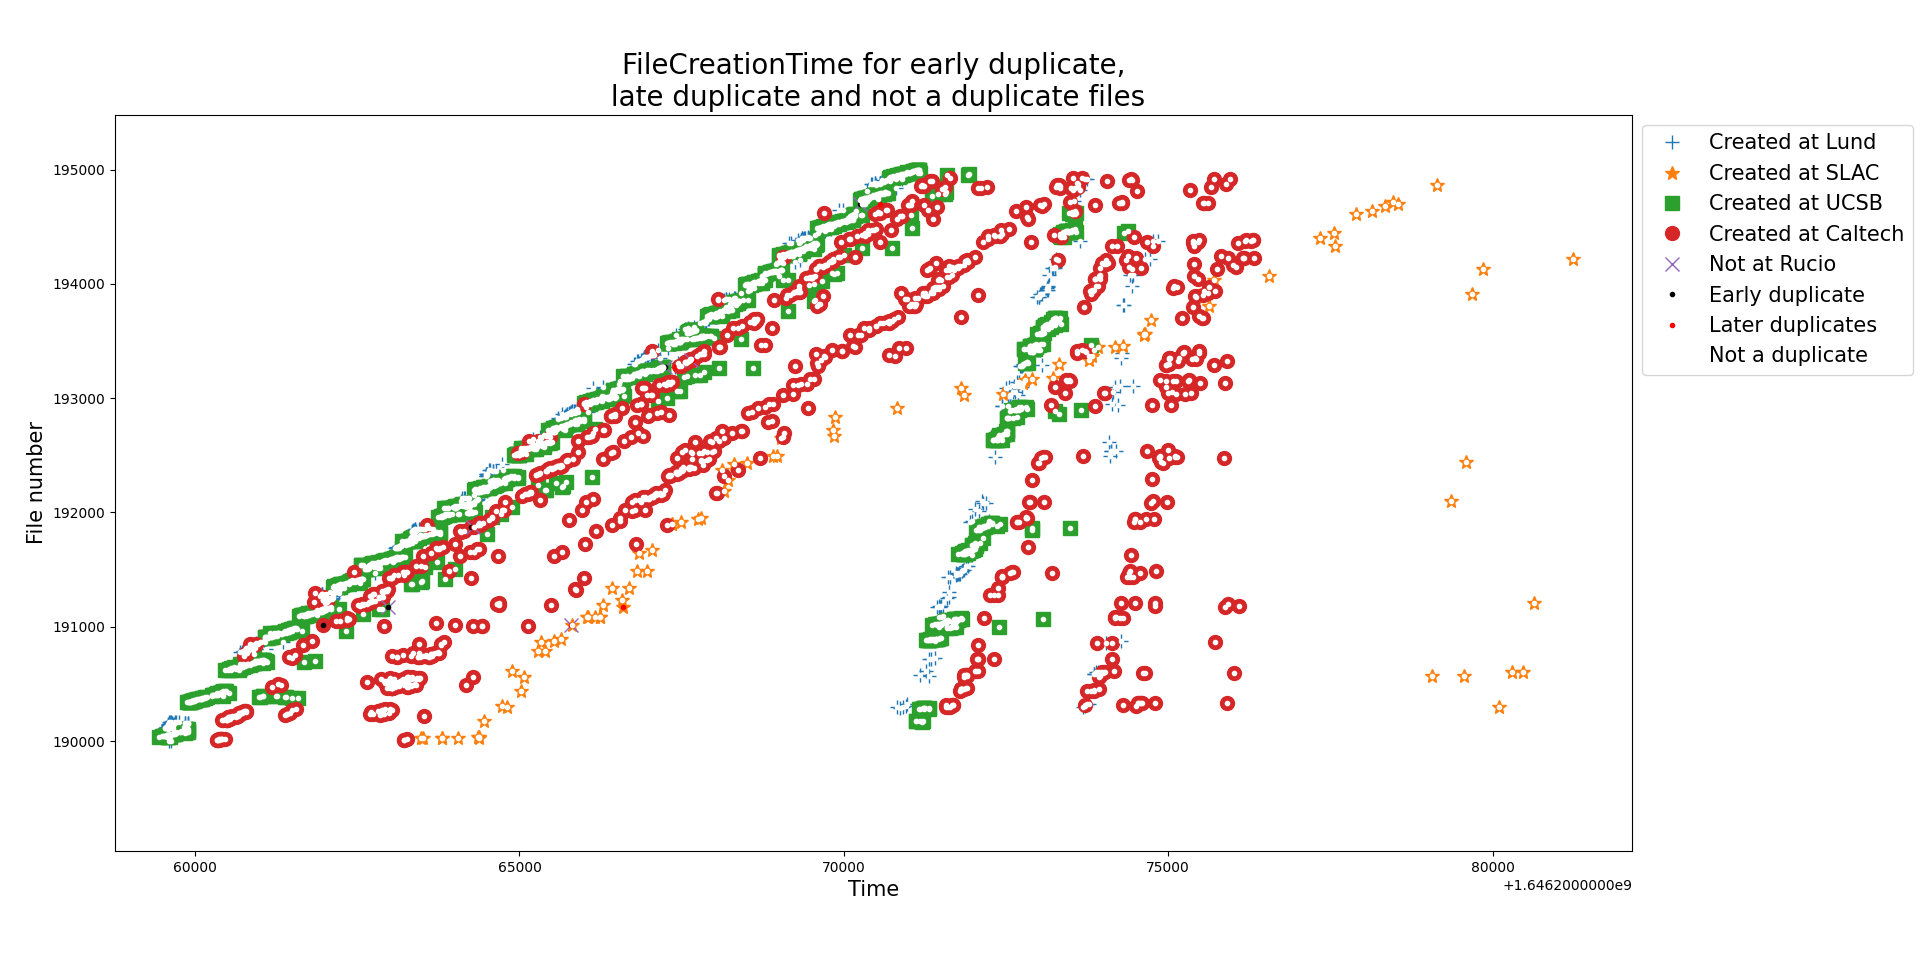 FileCreationTime for early duplicate,
late duplicate and not a duplicate files
File number
195000
194000
193000
192000
191000
190000
60000
65000
70000
75000
80000
+1.6462000000e9
Time
Created at Lund
Created at SLAC
Created at UCSB
Created at Caltech
Not at Rucio
Early duplicate
Later duplicates
Not a duplicate